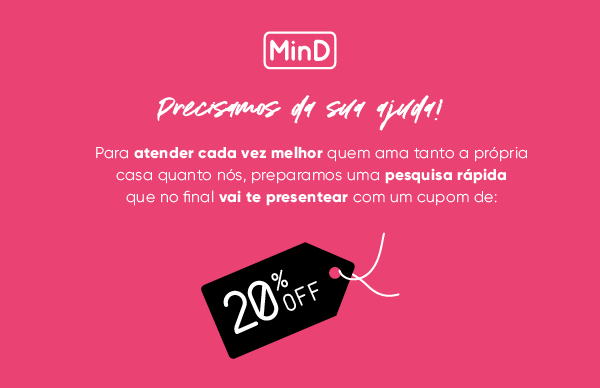 MinD
Precisamos da sua ajuda!
Para atender cada vez melhor quem ama tanto a própria
casa quanto nós, preparamos uma pesquisa rápida
que no final vai te presentear com um cupom de:
20% OFF